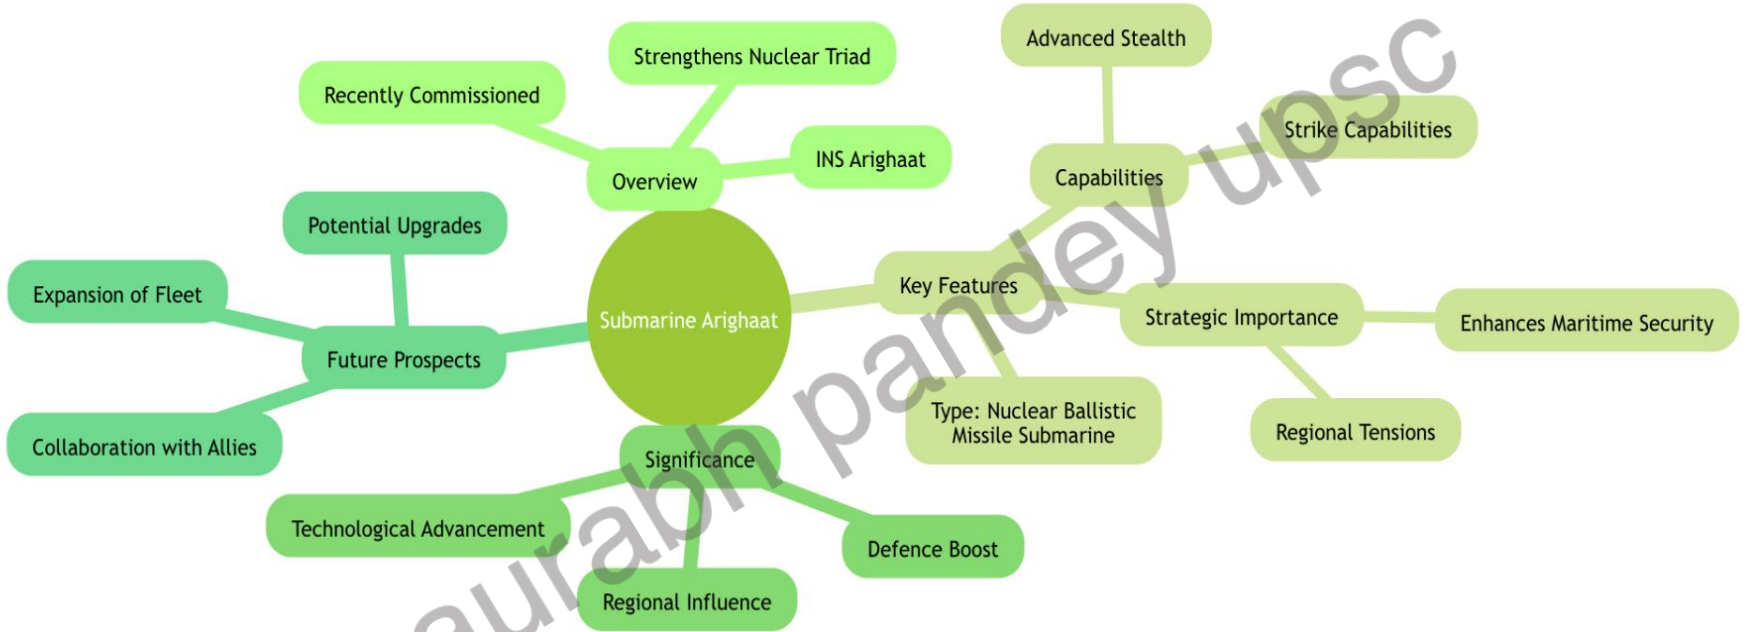 Submarine Arighaat
Overview
Recently Commissioned
Strengthens Nuclear Triad
INS Arighaat
Key Features
Capabilities
Advanced Stealth
Strike Capabilities
Strategic Importance
Enhances Maritime Security
Regional Tensions
Type: Nuclear Ballistic
Missile Submarine
Significance
Technological Advancement
Regional Influence
Defence Boost
Future Prospects
Potential Upgrades
Expansion of Fleet
Collaboration with Allies
aurabh pandey upsc